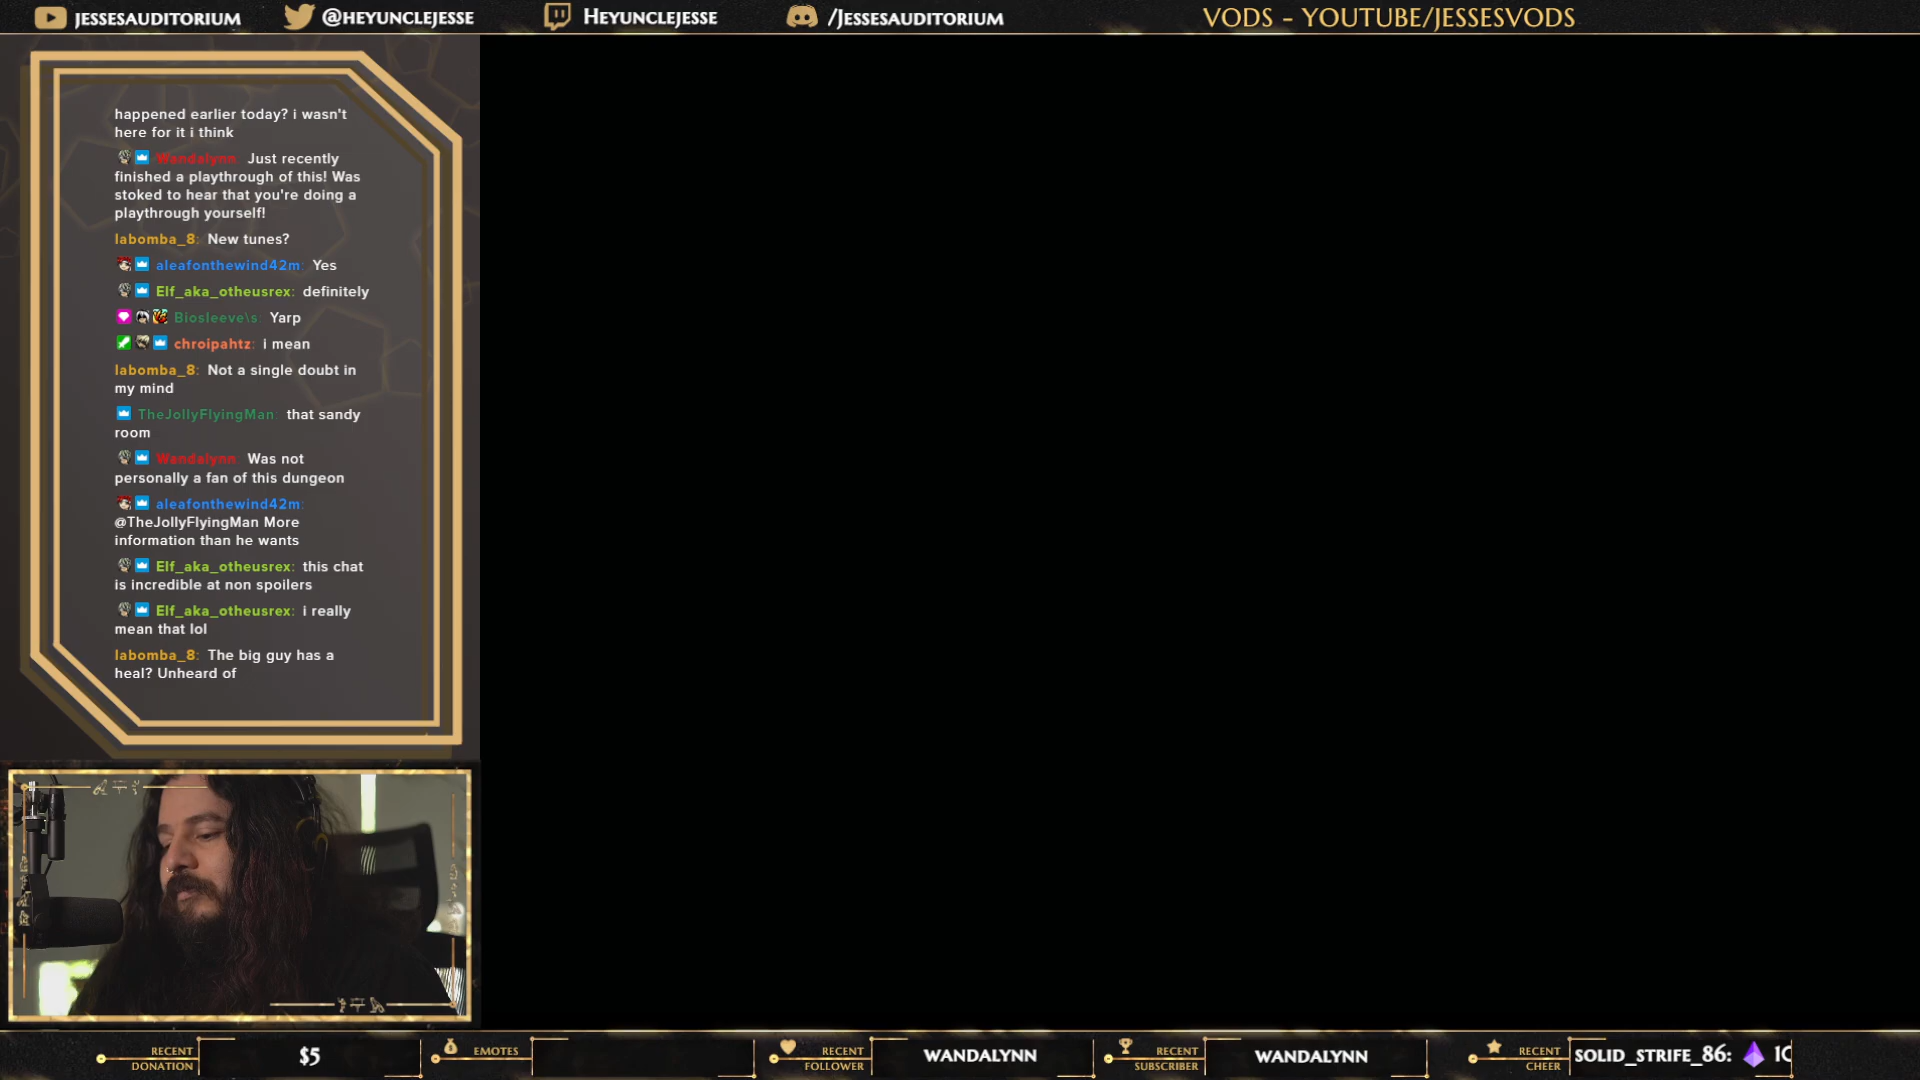 JESSESAUDITORIUM
@HEYUNCLEJESSE
HEYUNCLEJESSE
/JESSESAUDITORIUM
VODS - YOUTUBE/JESSESVODS
happened earlier today? i wasn't
here for it i think
Wandalynn: Just recently
finished a playthrough of this! Was
stoked to hear that you're doing a
playthrough yourself!
labomba_8: New tunes?
aleafonthewind42m: Yes
Elf_aka_otheusrex: definitely
Biosleeve\s: Yarp
chroipahtz: i mean
labomba_8: Not a single doubt in
my mind
TheJollyFlyingMan: that sandy
room
Wandalynn: Was not
personally a fan of this dungeon
aleafonthewind42m:
@TheJollyFlyingMan More
information than he wants
Elf_aka_otheusrex: this chat
is incredible at non spoilers
Elf_aka_otheusrex: i really
mean that lol
labomba_8: The big guy has a
heal? Unheard of
RECENT
DONATION
$5
EMOTES
RECENT
FOLLOWER
WANDALYNN
RECENT
SUBSCRIBER
WANDALYNN
RECENT
CHEER
SOLID_STRIFE_86: